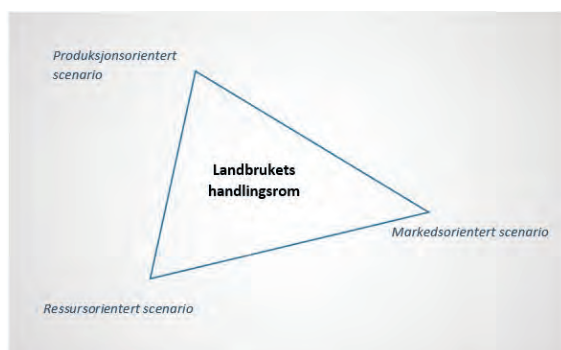 Produksjonsorientert
scenario
Landbrukets
handlingsrom
Markedsorientert scenario
Ressursorientert scenario